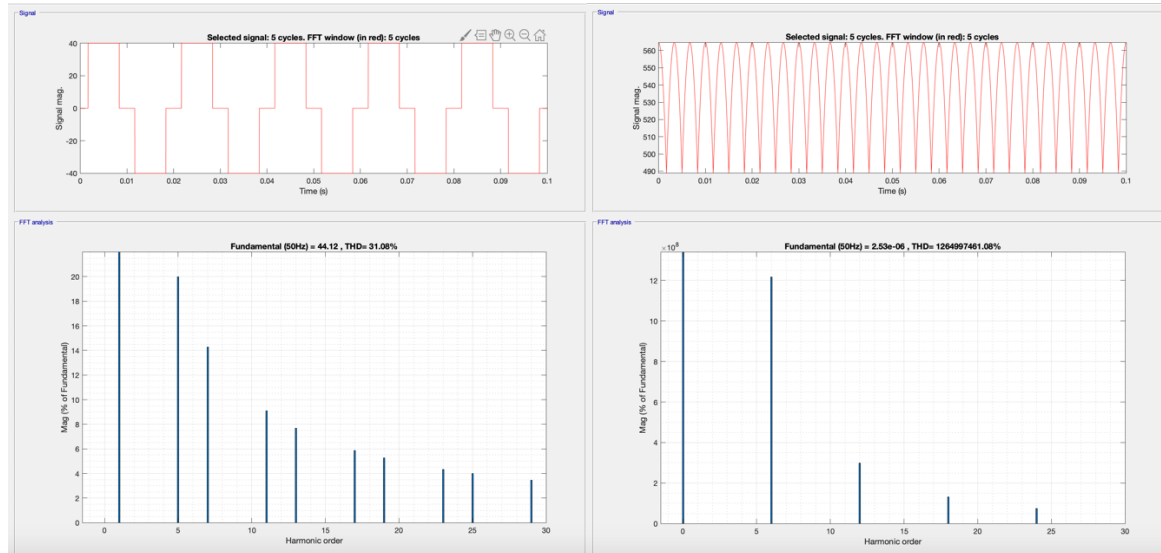 Signal
Selected signal: 5 cycles. FFT window (in red): 5 cycles
40
20
0
-20
-40
Signal mag.
0 0.01 0.02 0.03 0.04 0.05 0.06 0.07 0.08 0.09 0.1
Time (s)
FFT analysis
Fundamental (50Hz) = 44.12 , THD= 31.08%
20
18
16
14
12
10
8
6
4
2
0
Mag (% of Fundamental)
0 5 10 15 20 25 30
Harmonic order
Signal
Selected signal: 5 cycles. FFT window (in red): 5 cycles
560
550
540
530
520
510
500
490
Signal mag.
0 0.01 0.02 0.03 0.04 0.05 0.06 0.07 0.08 0.09 0.1
Time (s)
FFT analysis
×10⁸
Fundamental (50Hz) = 2.53e-06 , THD= 1264997461.08%
12
10
8
6
4
2
0
Mag (% of Fundamental)
0 5 10 15 20 25 30
Harmonic order